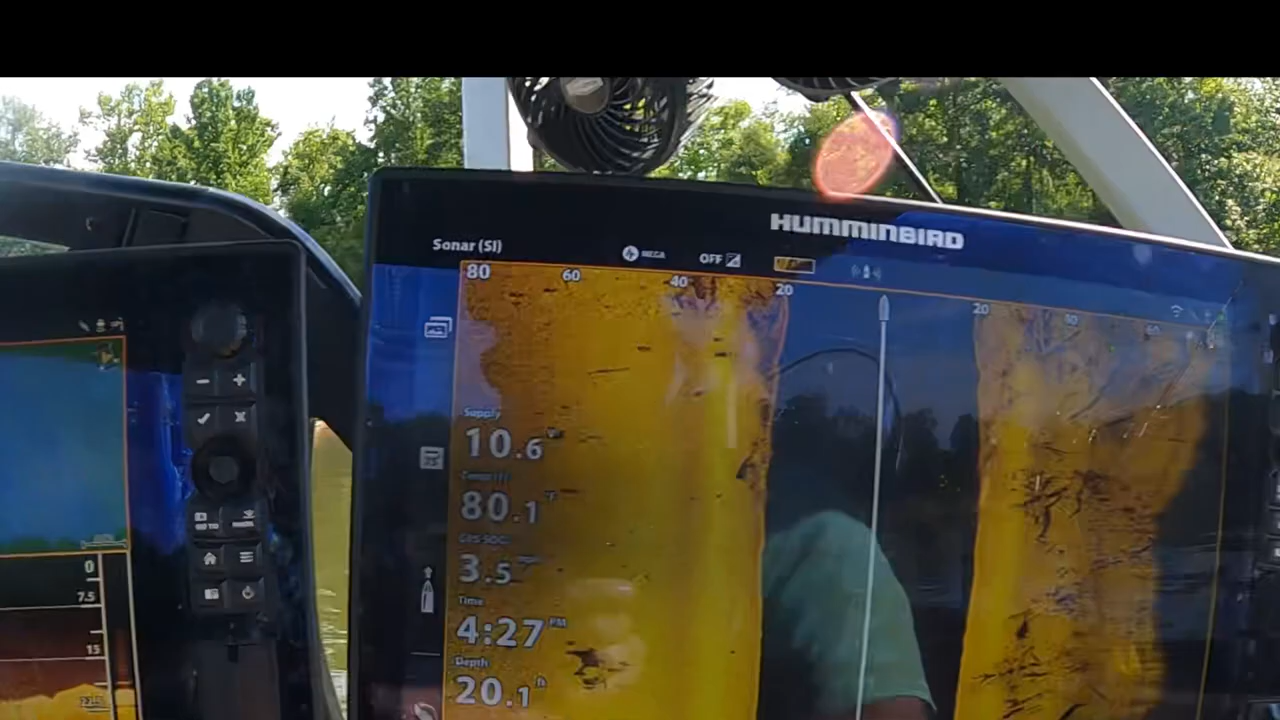 HUMMINBIRD
Sonar (SI)
MEGA
OFF
80
60
40
20
20
Supply
10.6
80.1 °F
3.5
Time
4:27 PM
Depth
20.1
0
7.5
15